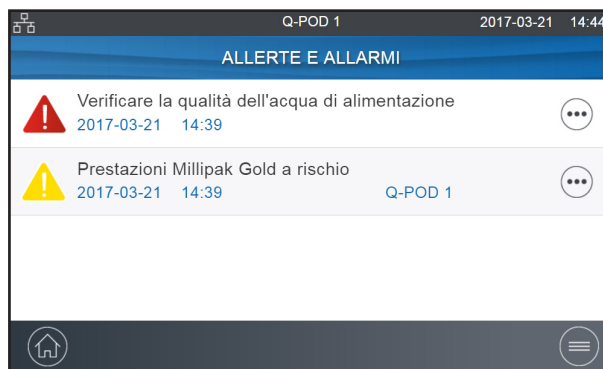 Q-POD 1 2017-03-21 14:44
ALLERTE E ALLARMI
Verificare la qualità dell'acqua di alimentazione
2017-03-21 14:39
Prestazioni Millipak Gold a rischio
2017-03-21 14:39 Q-POD 1